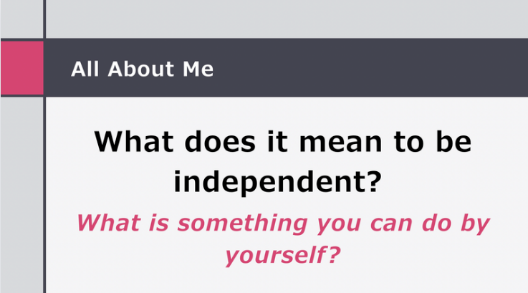 All About Me
What does it mean to be
independent?
What is something you can do by
yourself?